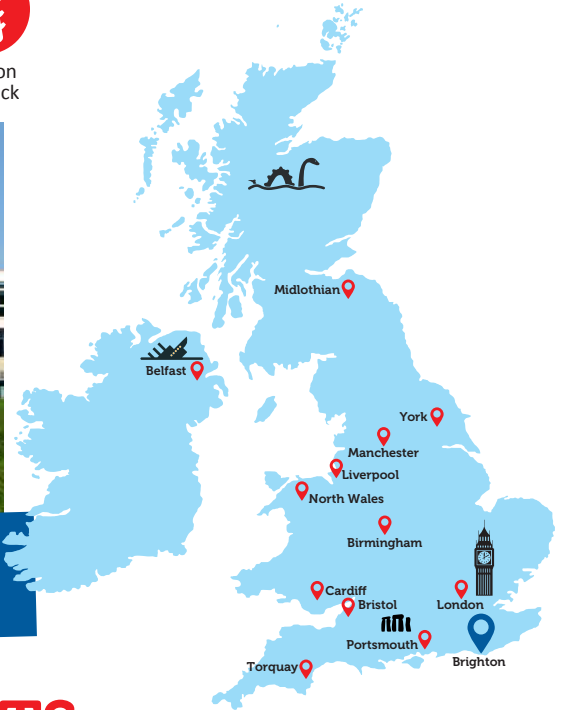 on
ck
Midlothian
Belfast
York
Manchester
Liverpool
North Wales
Birmingham
Cardiff
Bristol
London
Portsmouth
Brighton
Torquay